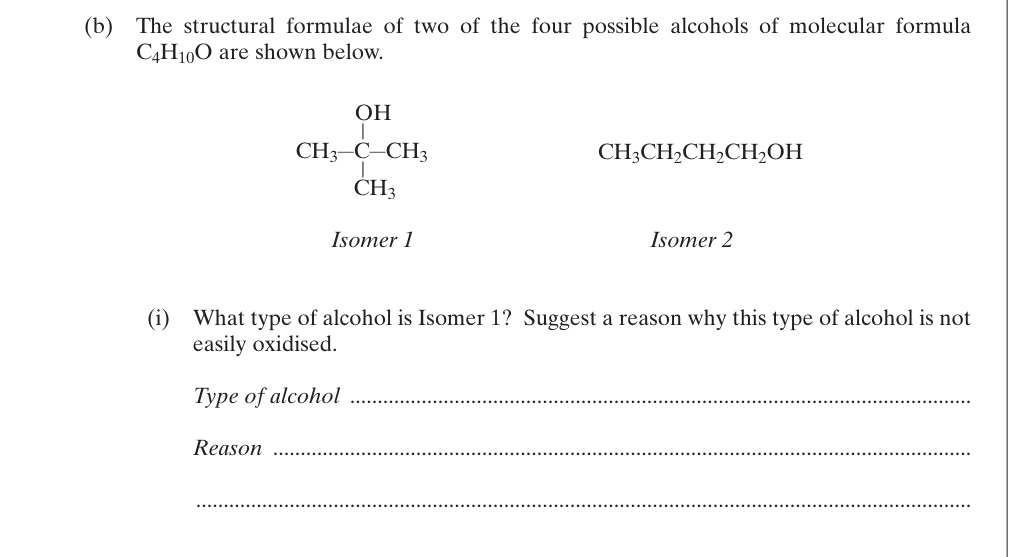 (b) The structural formulae of two of the four possible alcohols of molecular formula
C₄H₁₀O are shown below.
OH
CH₃–C–CH₃
CH₃
CH₃CH₂CH₂CH₂OH
Isomer 1
Isomer 2
(i) What type of alcohol is Isomer 1? Suggest a reason why this type of alcohol is not
easily oxidised.
Type of alcohol ..........................................................................
Reason ..........................................................................
..........................................................................